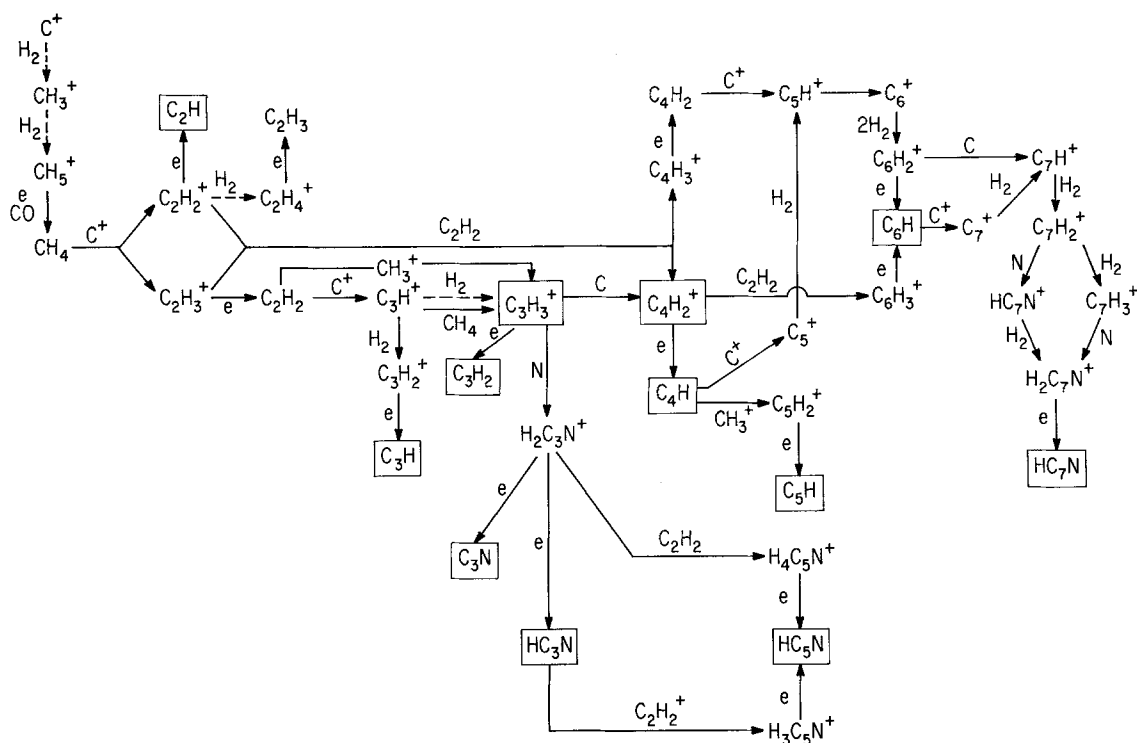 C⁺
H₂
CH₃⁺
H₂
CH₅⁺
e
CO
CH₄ C⁺
C₂H
e
C₂H₂⁺ H₂ C₂H₄⁺
e
C₂H₃
C₂H₂
C₂H₃⁺ e C₂H₂ C⁺ C₃H⁺ H₂
CH₃⁺
CH₄
C₃H₃⁺ C C₄H₂⁺ C₂H₂ C₆H₃⁺
H₂
C₃H₂⁺
e
C₃H
e
C₃H₂
N
H₂C₃N⁺
e
C₃N
e
HC₃N
C₂H₂ H₄C₅N⁺
e
HC₅N
e
C₂H₂⁺ H₃C₅N⁺
C₄H₃⁺
e
C₄H₂ C⁺ C₅H⁺ C₆⁺
e
C₄H
C⁺
C₅⁺
H₂
CH₃⁺ C₅H₂⁺
e
C₅H
2H₂
C₆H₂⁺ C C₇H⁺
e
C₆H C⁺ C₇⁺ H₂
e
H₂
C₇H₂⁺
N H₂
HC₇N⁺ C₇H₃⁺
H₂ N
H₂C₇N⁺
e
HC₇N